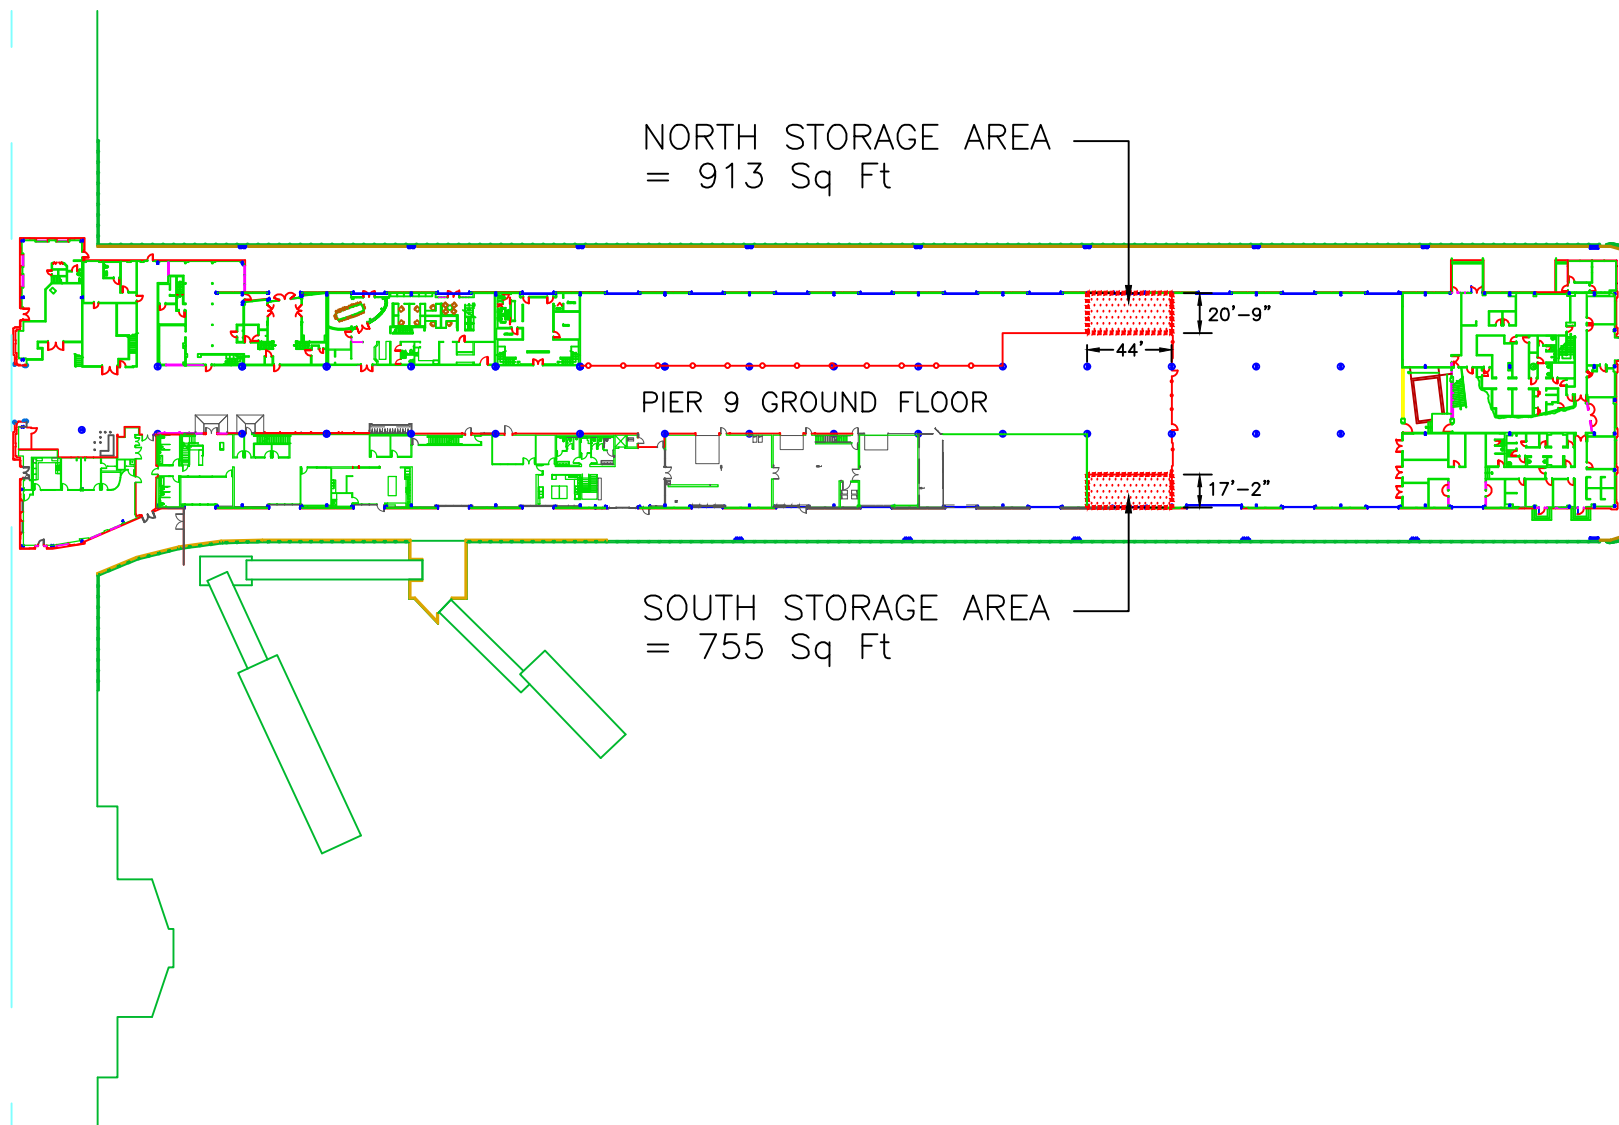 NORTH STORAGE AREA
= 913 Sq Ft
20'-9"
44'
PIER 9 GROUND FLOOR
17'-2"
SOUTH STORAGE AREA
= 755 Sq Ft